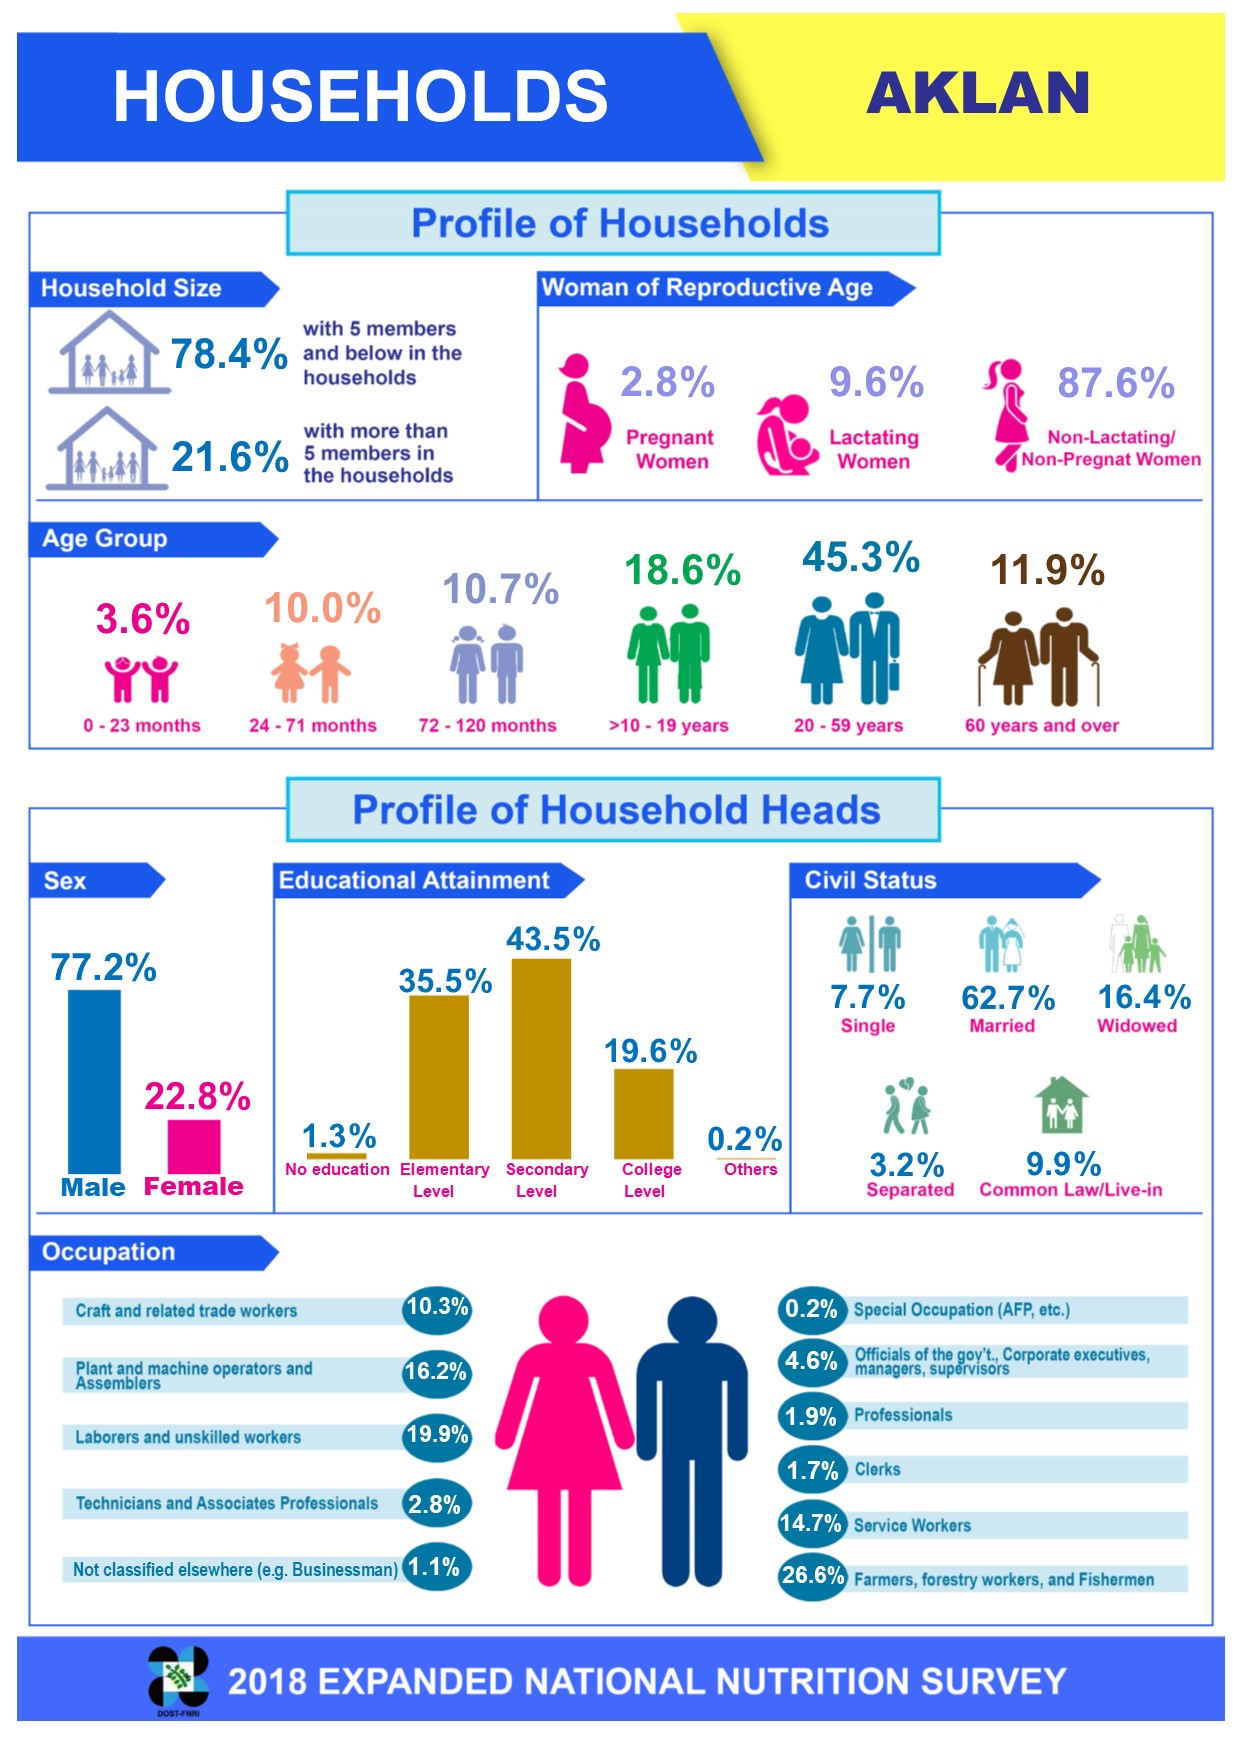 HOUSEHOLDS
AKLAN
Profile of Households
Household Size
78.4%
with 5 members
and below in the
households
21.6%
with more than
5 members in
the households
Woman of Reproductive Age
2.8%
Pregnant
Women
9.6%
Lactating
Women
87.6%
Non-Lactating/
Non-Pregnat Women
Age Group
3.6%
0 - 23 months
10.0%
24 - 71 months
10.7%
72 - 120 months
18.6%
>10 - 19 years
45.3%
20 - 59 years
11.9%
60 years and over
Profile of Household Heads
Sex
77.2%
Male
22.8%
Female
Educational Attainment
1.3%
No education
35.5%
Elementary
Level
43.5%
Secondary
Level
19.6%
College
Level
0.2%
Others
Civil Status
7.7%
Single
62.7%
Married
16.4%
Widowed
3.2%
Separated
9.9%
Common Law/Live-in
Occupation
Craft and related trade workers 10.3%
Plant and machine operators and
Assemblers
16.2%
Laborers and unskilled workers 19.9%
Technicians and Associates Professionals 2.8%
Not classified elsewhere (e.g. Businessman) 1.1%
0.2% Special Occupation (AFP, etc.)
4.6%
Officials of the gov't., Corporate executives,
managers, supervisors
1.9% Professionals
1.7% Clerks
14.7% Service Workers
26.6% Farmers, forestry workers, and Fishermen
DOST-FNRI
2018 EXPANDED NATIONAL NUTRITION SURVEY